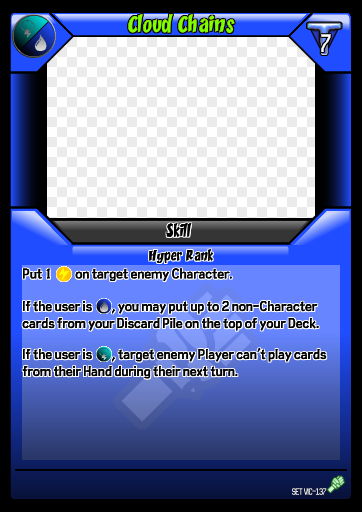 Cloud Chains
7
Skill
Hyper Rank
Put 1 on target enemy Character.
If the user is , you may put up to 2 non-Character
cards from your Discard Pile on the top of your Deck.
If the user is , target enemy Player can't play cards
from their Hand during their next turn.
SET VIC-137